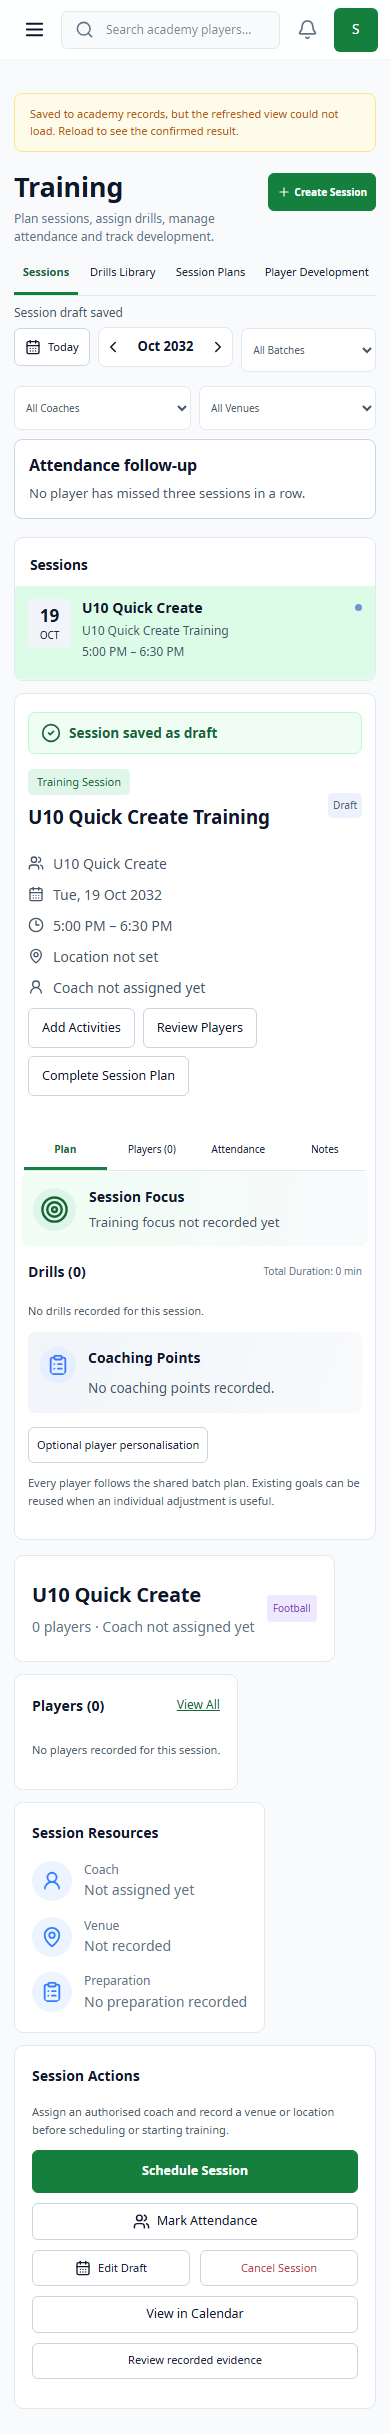 Search academy players...
S
Saved to academy records, but the refreshed view could not
load. Reload to see the confirmed result.
Training
Plan sessions, assign drills, manage
attendance and track development.
Create Session
Sessions
Drills Library
Session Plans
Player Development
Session draft saved
Today
Oct 2032
All Batches
All Coaches
All Venues
Attendance follow-up
No player has missed three sessions in a row.
Sessions
19
OCT
U10 Quick Create
U10 Quick Create Training
5:00 PM – 6:30 PM
Session saved as draft
Training Session
U10 Quick Create Training
Draft
U10 Quick Create
Tue, 19 Oct 2032
5:00 PM – 6:30 PM
Location not set
Coach not assigned yet
Add Activities
Review Players
Complete Session Plan
Plan
Players (0)
Attendance
Notes
Session Focus
Training focus not recorded yet
Drills (0)
Total Duration: 0 min
No drills recorded for this session.
Coaching Points
No coaching points recorded.
Optional player personalisation
Every player follows the shared batch plan. Existing goals can be
reused when an individual adjustment is useful.
U10 Quick Create
0 players · Coach not assigned yet
Football
Players (0)
View All
No players recorded for this session.
Session Resources
Coach
Not assigned yet
Venue
Not recorded
Preparation
No preparation recorded
Session Actions
Assign an authorised coach and record a venue or location
before scheduling or starting training.
Schedule Session
Mark Attendance
Edit Draft
Cancel Session
View in Calendar
Review recorded evidence